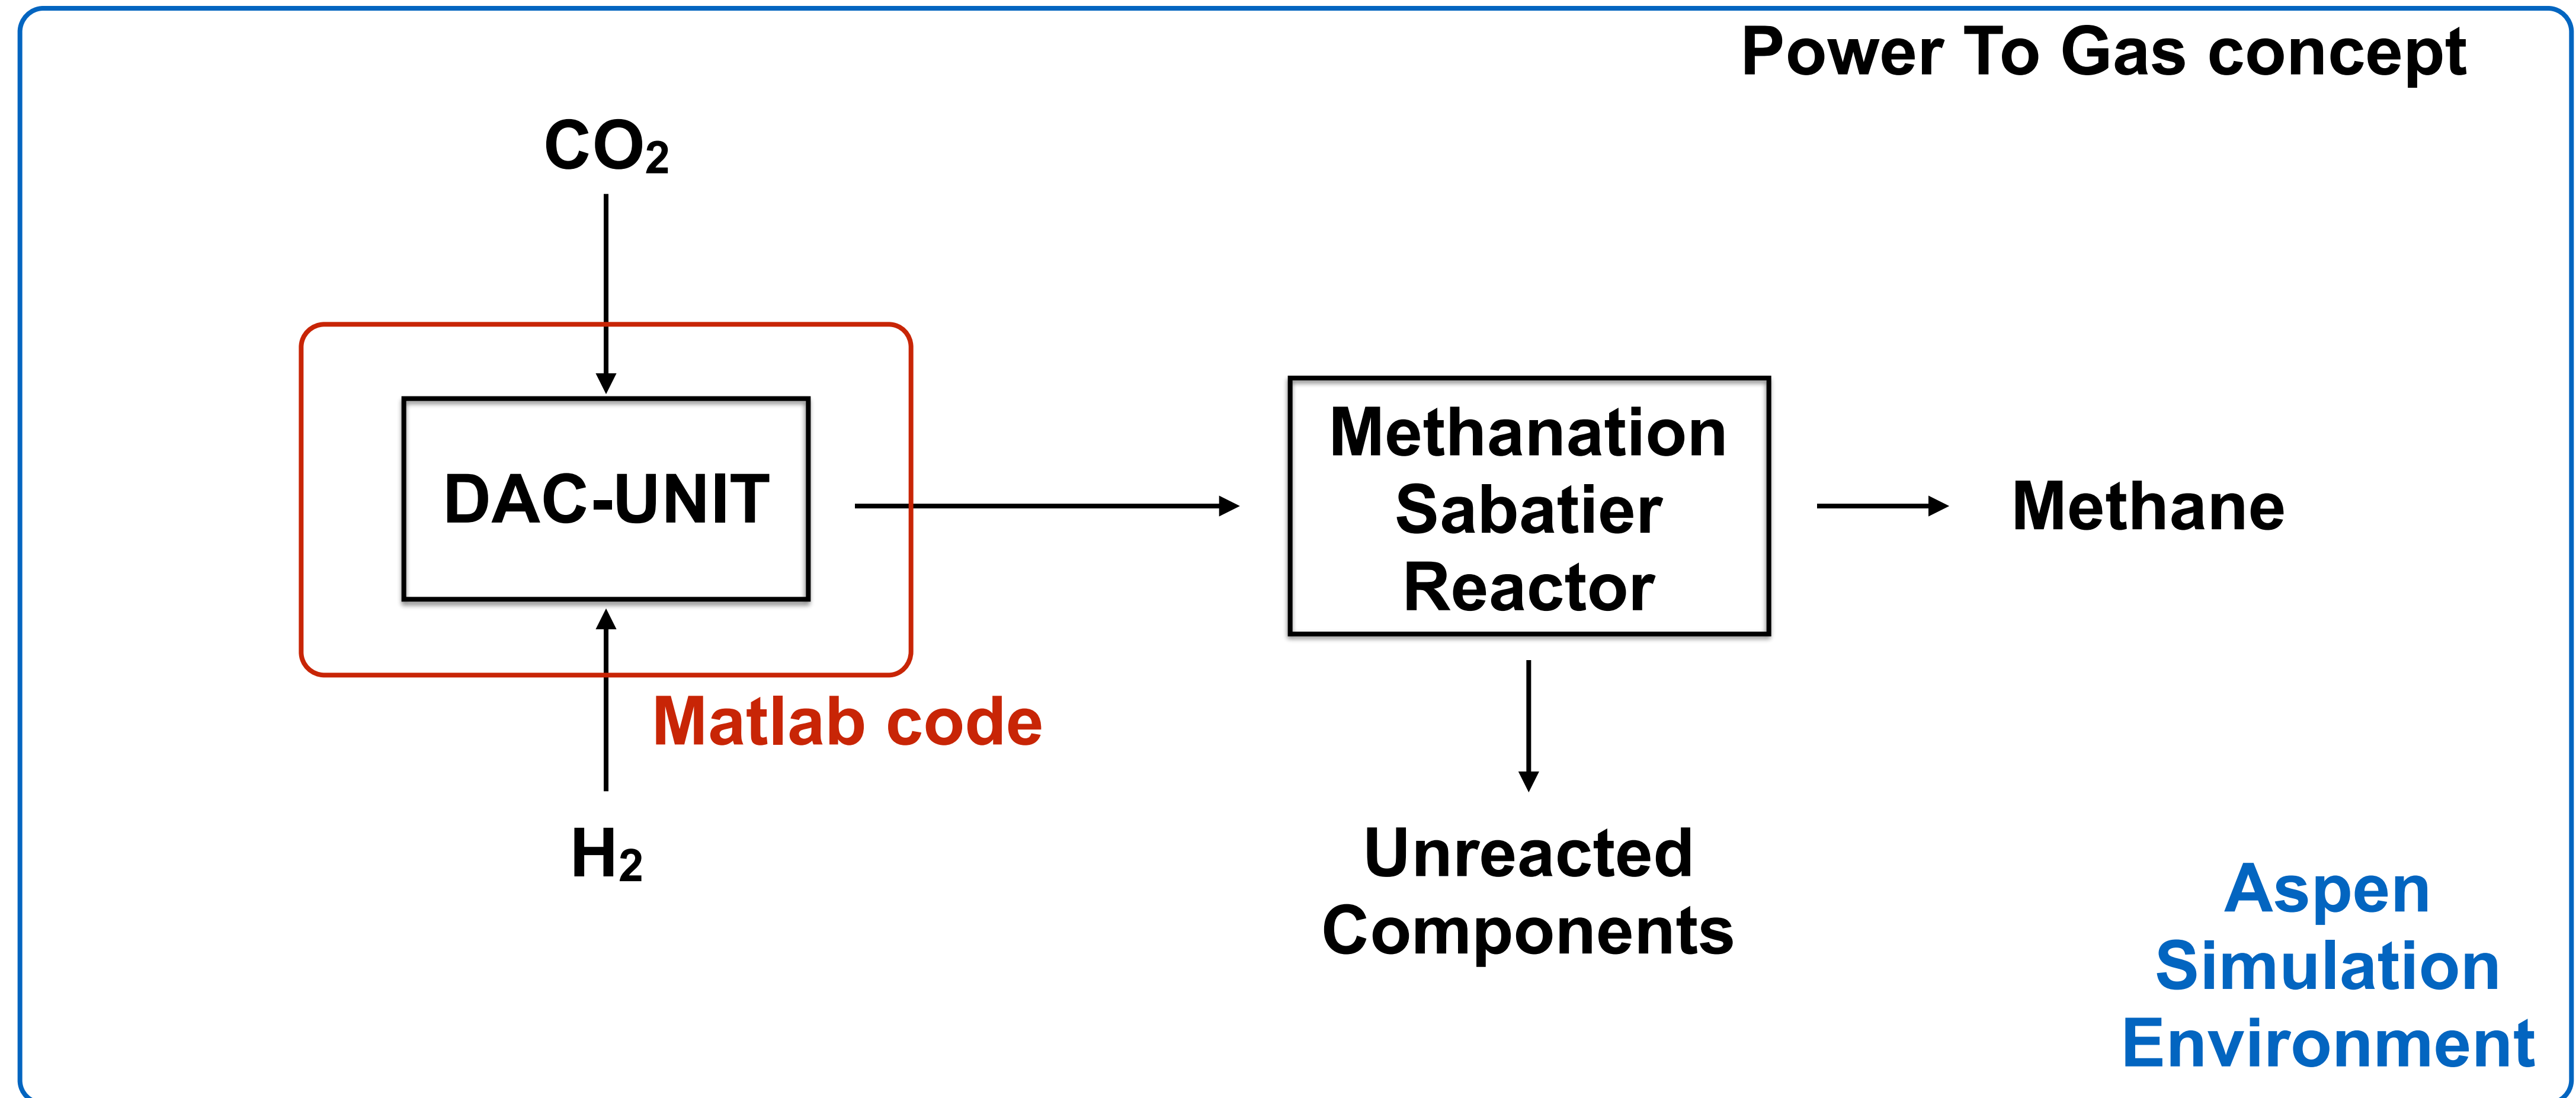 Power To Gas concept
CO₂
DAC-UNIT
Matlab code
H₂
Methanation
Sabatier
Reactor
Methane
Unreacted
Components
Aspen
Simulation
Environment